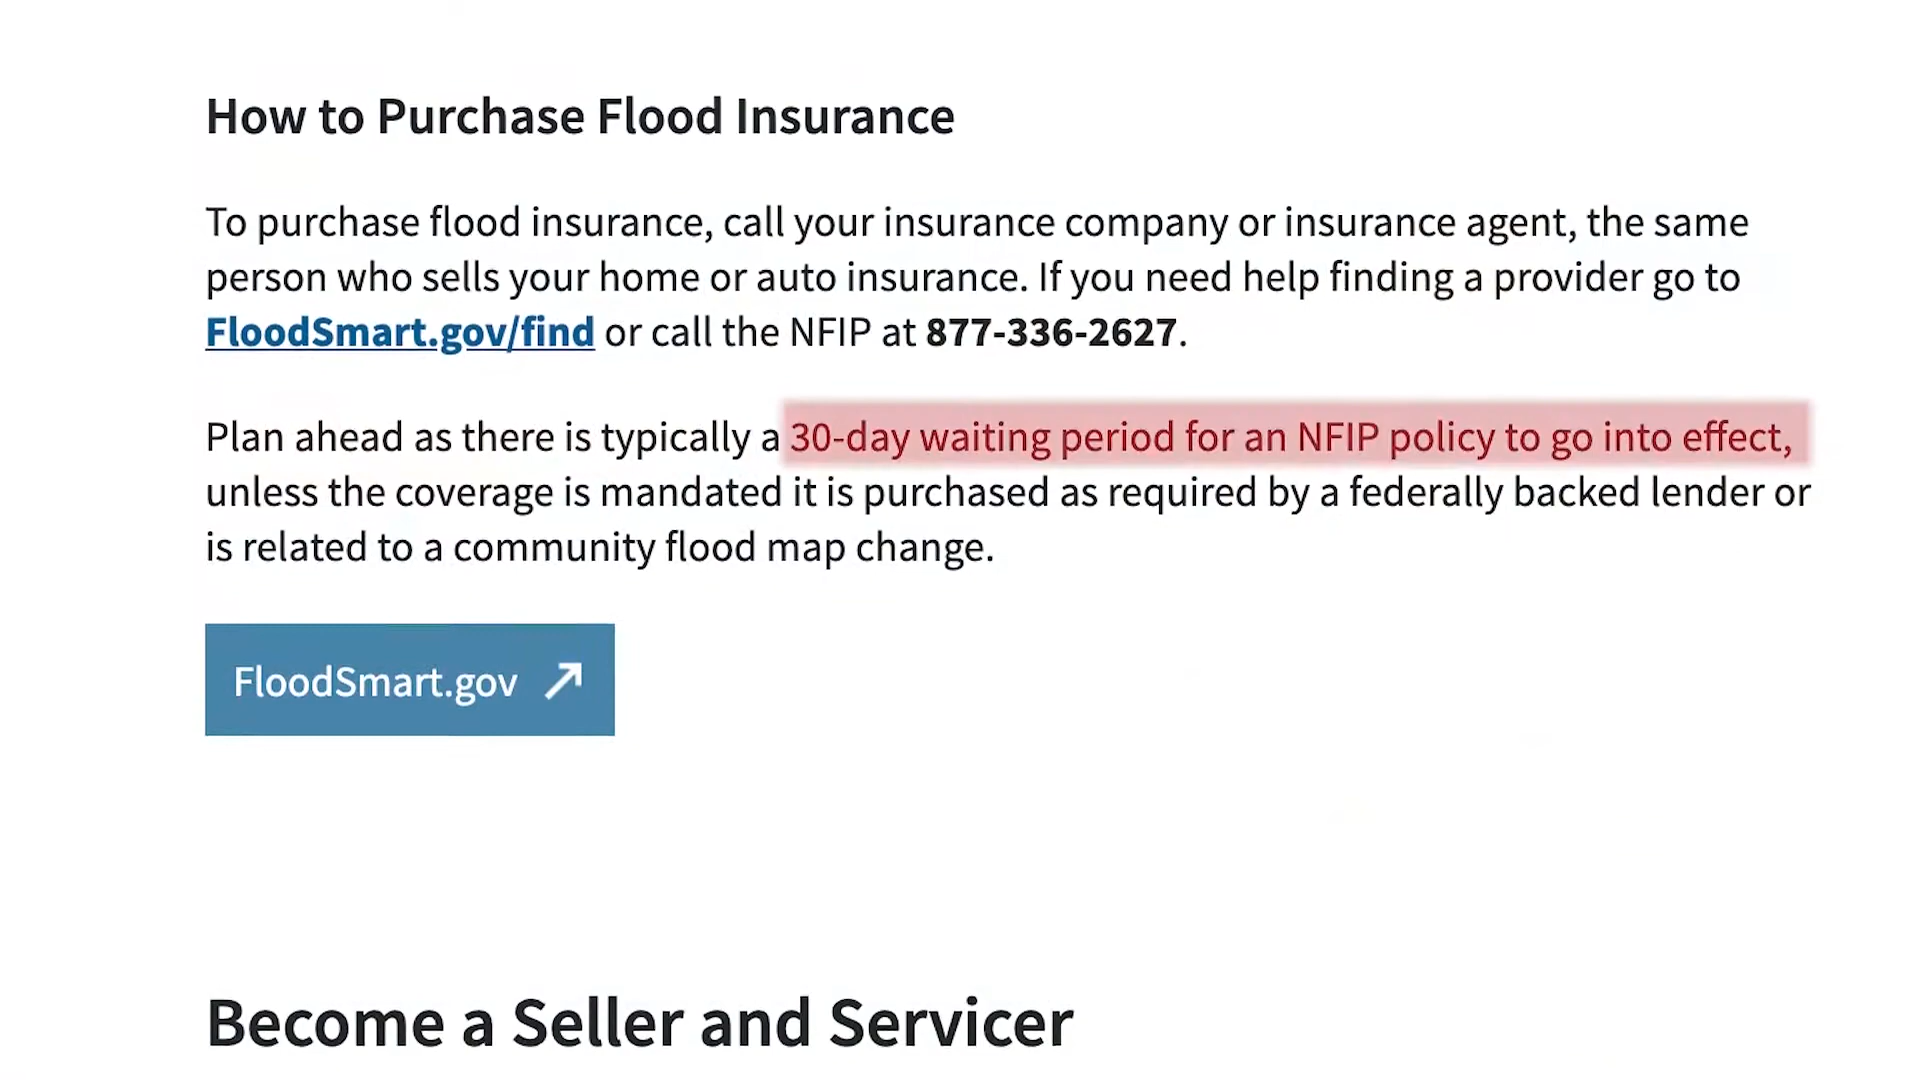 How to Purchase Flood Insurance
To purchase flood insurance, call your insurance company or insurance agent, the same
person who sells your home or auto insurance. If you need help finding a provider go to
FloodSmart.gov/find or call the NFIP at 877-336-2627.
Plan ahead as there is typically a 30-day waiting period for an NFIP policy to go into effect,
unless the coverage is mandated it is purchased as required by a federally backed lender or
is related to a community flood map change.
FloodSmart.gov
Become a Seller and Servicer